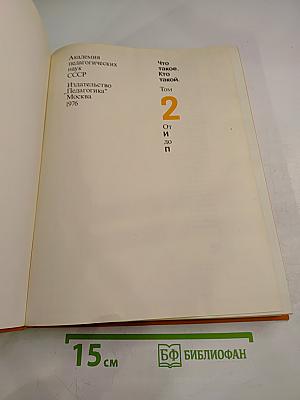 Академия
педагогических
наук
СССР
Издательство
„Педагогика“
Москва
1976
Что
такое.
Кто
такой.
Том
2
От
И
до
П
15 см
БФ БИБЛИОФАН